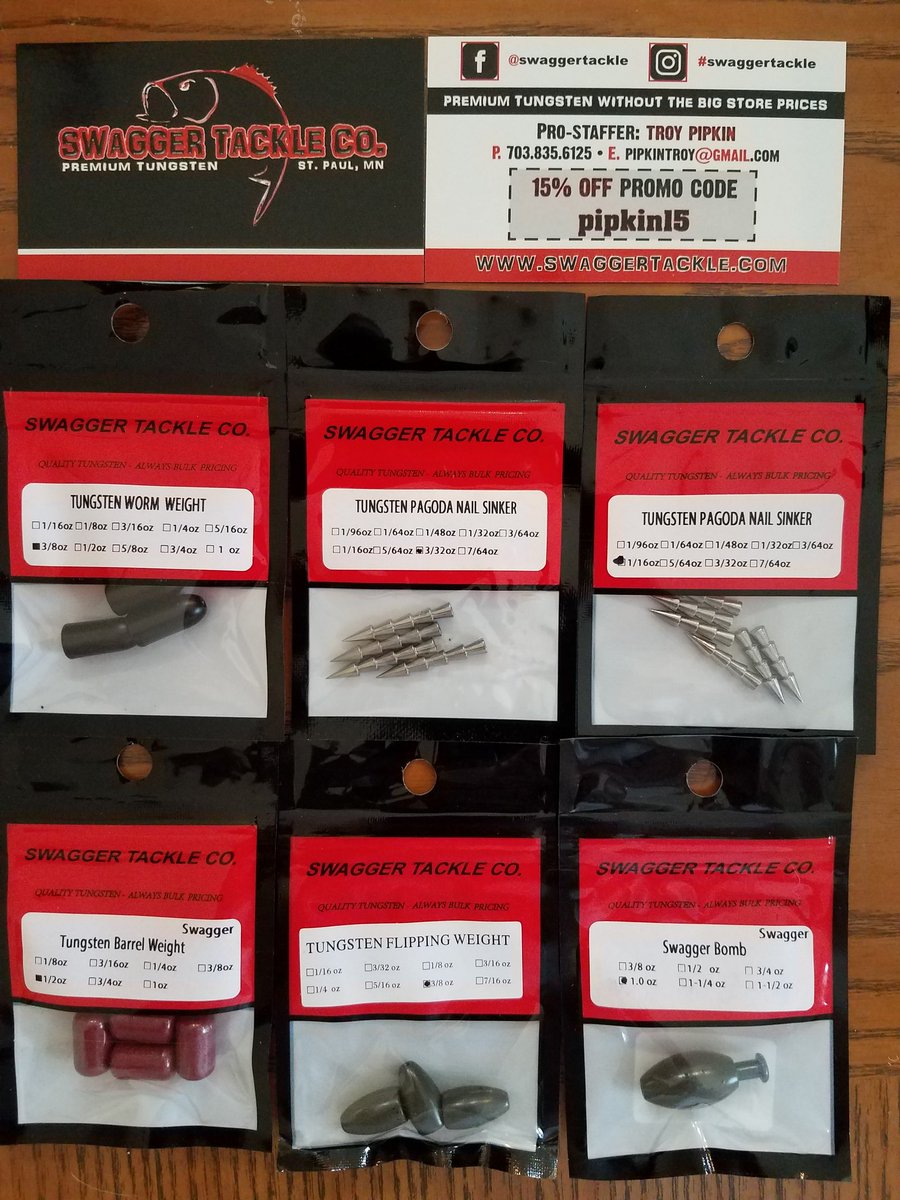 SWAGGER TACKLE CO.
PREMIUM TUNGSTEN ST. PAUL, MN
f @swaggertackle #swaggertackle
PREMIUM TUNGSTEN WITHOUT THE BIG STORE PRICES
PRO-STAFFER: TROY PIPKIN
P. 703.835.6125 • E. PIPKINTROY@GMAIL.COM
15% OFF PROMO CODE
pipkin15
WWW.SWAGGERTACKLE.COM
SWAGGER TACKLE CO.
QUALITY TUNGSTEN - ALWAYS BULK PRICING
TUNGSTEN WORM WEIGHT
1/16oz 1/8oz 3/16oz 1/4oz 5/16oz
3/8oz 1/2oz 5/8oz 3/4oz 1 oz
SWAGGER TACKLE CO.
QUALITY TUNGSTEN - ALWAYS BULK PRICING
TUNGSTEN PAGODA NAIL SINKER
1/96oz 1/64oz 1/48oz 1/32oz 3/64oz
1/16oz 5/64oz 3/32oz 7/64oz
SWAGGER TACKLE CO.
QUALITY TUNGSTEN - ALWAYS BULK PRICING
TUNGSTEN PAGODA NAIL SINKER
1/96oz 1/64oz 1/48oz 1/32oz 3/64oz
1/16oz 5/64oz 3/32oz 7/64oz
SWAGGER TACKLE CO.
QUALITY TUNGSTEN - ALWAYS BULK PRICING
Swagger
Tungsten Barrel Weight
1/8oz 3/16oz 1/4oz 3/8oz
1/2oz 3/4oz 1oz
SWAGGER TACKLE CO.
QUALITY TUNGSTEN - ALWAYS BULK PRICING
TUNGSTEN FLIPPING WEIGHT
1/16 oz 3/32 oz 1/8 oz 3/16 oz
1/4 oz 5/16 oz 3/8 oz 7/16 oz
SWAGGER TACKLE CO.
QUALITY TUNGSTEN - ALWAYS BULK PRICING
Swagger
Swagger Bomb
3/8 oz 1/2 oz 3/4 oz
1.0 oz 1-1/4 oz 1-1/2 oz